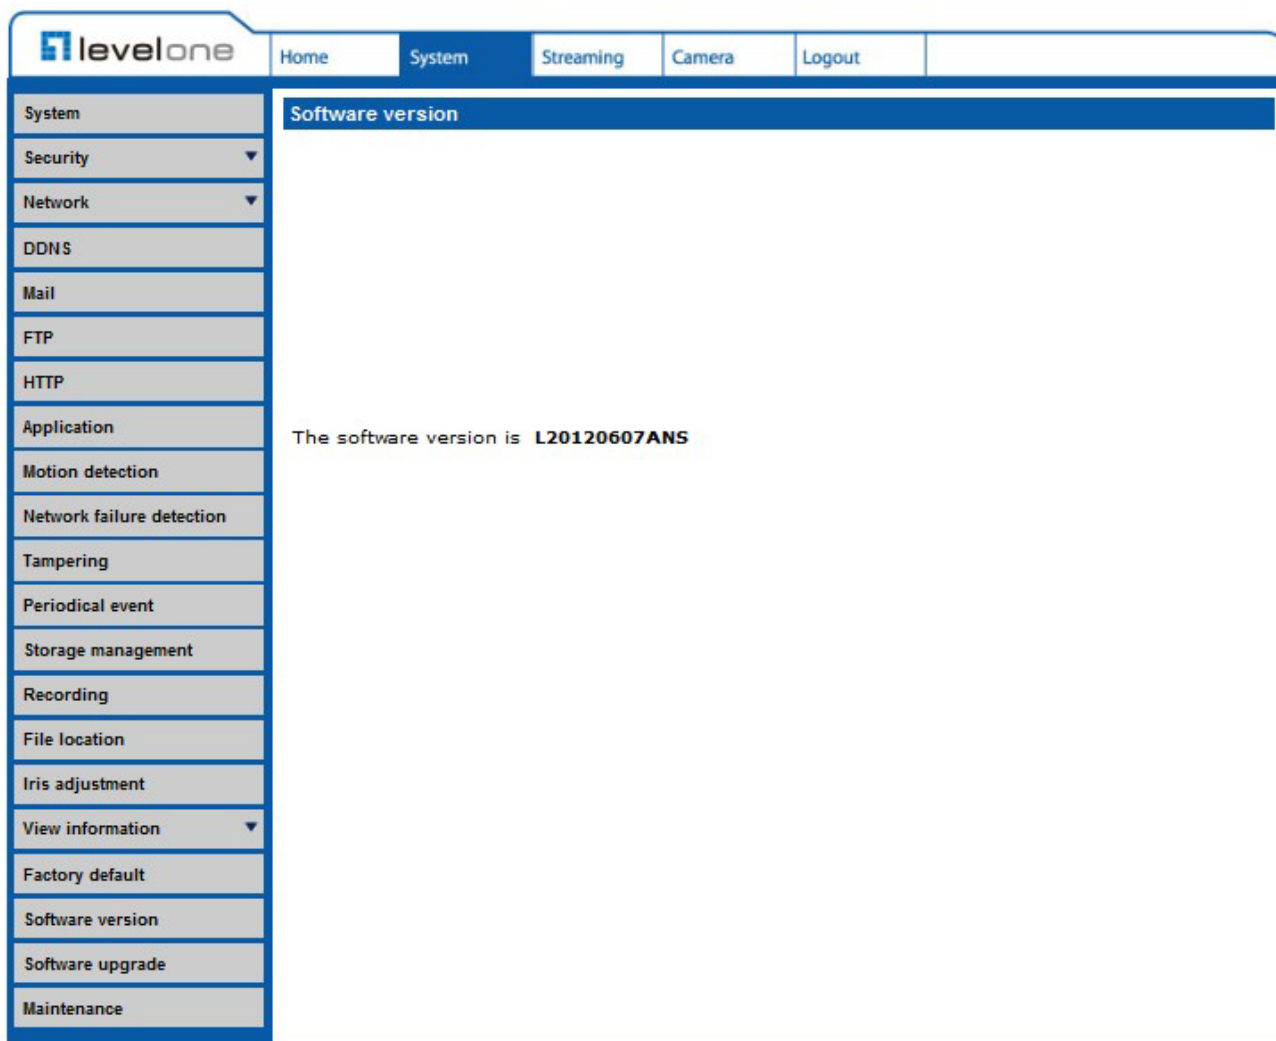 levelone
Home System Streaming Camera Logout
System
Security
Network
DDNS
Mail
FTP
HTTP
Application
Motion detection
Network failure detection
Tampering
Periodical event
Storage management
Recording
File location
Iris adjustment
View information
Factory default
Software version
Software upgrade
Maintenance
Software version
The software version is L20120607ANS